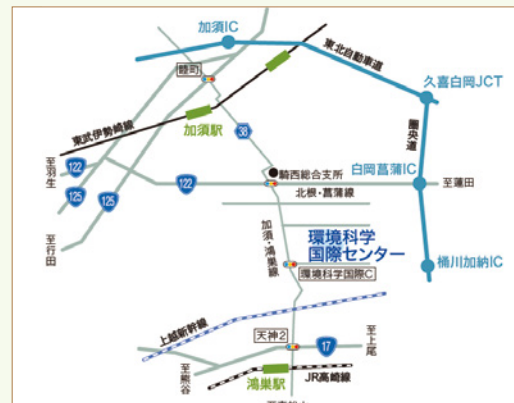 加須IC
東北自動車道
睦町
久喜白岡JCT
加須駅
東武伊勢崎線
38
圏央道
至羽生
122
騎西総合支所
白岡菖蒲IC
125
122
至蓮田
125
北根・菖蒲線
至行田
加須・鴻巣線
環境科学
国際センター
環境科学国際C
桶川加納IC
上越新幹線
天神2
17
至上尾
至熊谷
鴻巣駅
JR高崎線